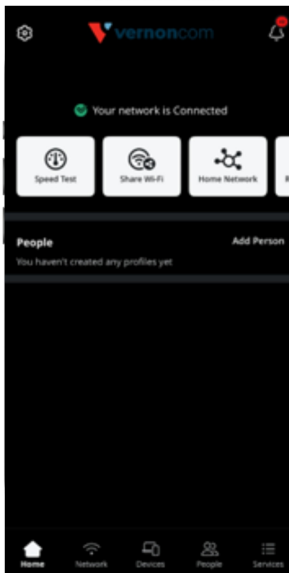 vernoncom
Your network is Connected
Speed Test
Share Wi-Fi
Home Network
R
People
Add Person
You haven't created any profiles yet
Home
Network
Devices
People
Services